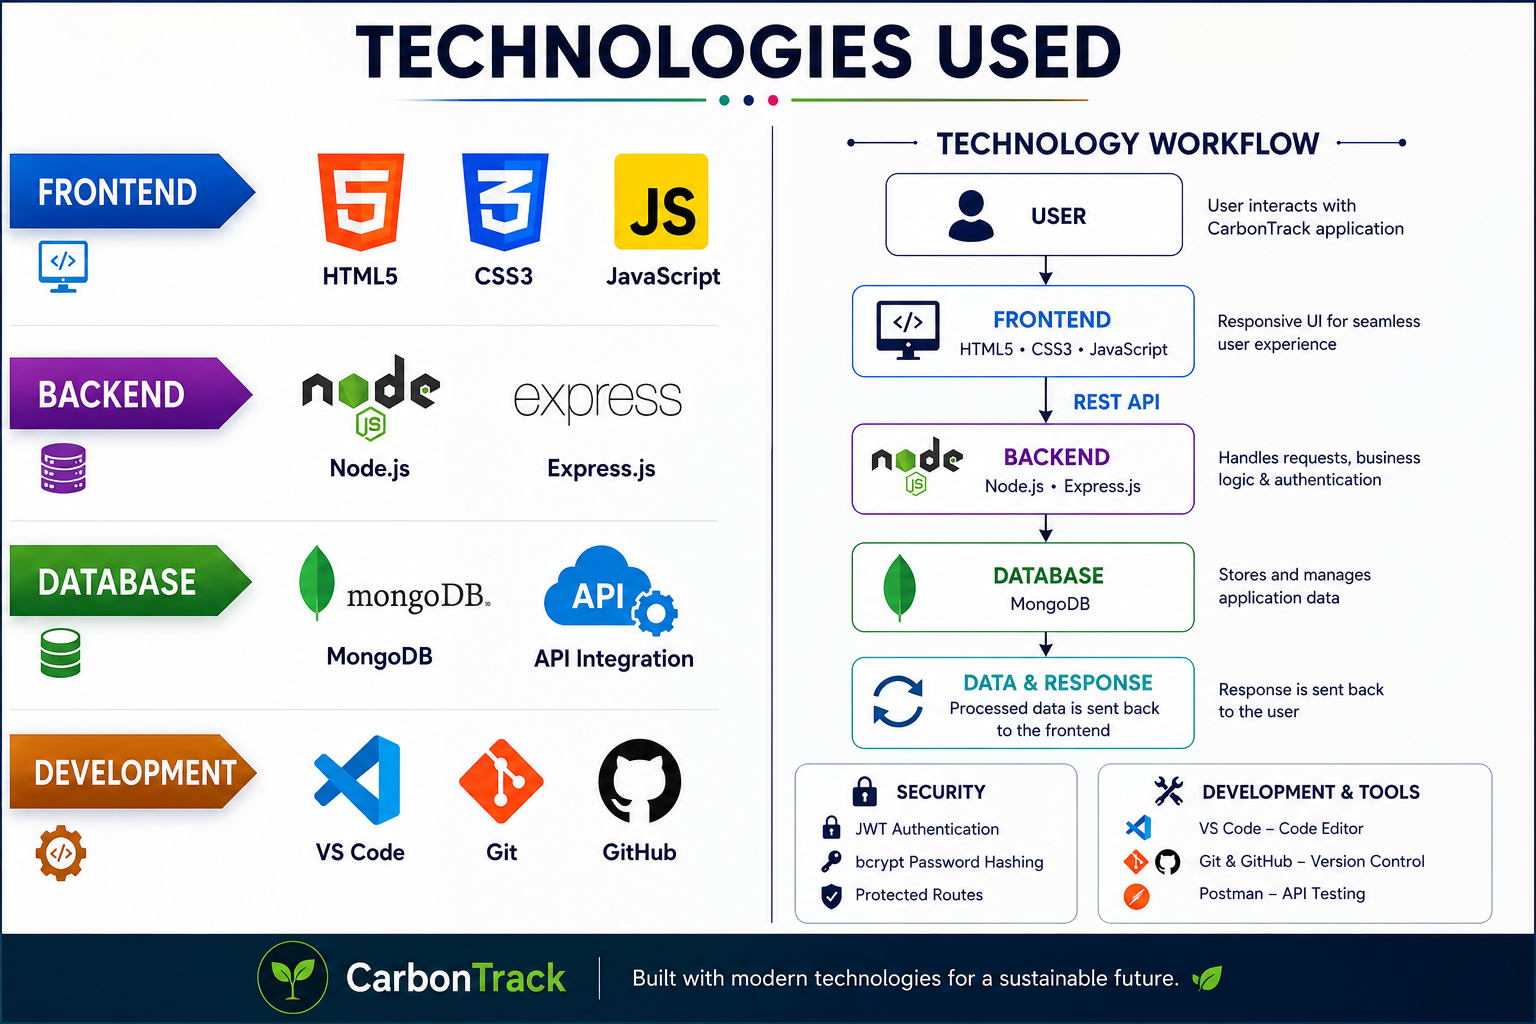 TECHNOLOGIES USED
FRONTEND
HTML5
CSS3
JS
JavaScript
BACKEND
node
JS
Node.js
express
Express.js
DATABASE
mongoDB
MongoDB
API
API Integration
DEVELOPMENT
VS Code
Git
GitHub
TECHNOLOGY WORKFLOW
USER
User interacts with
CarbonTrack application
FRONTEND
HTML5 • CSS3 • JavaScript
Responsive UI for seamless
user experience
REST API
node
JS
BACKEND
Node.js • Express.js
Handles requests, business
logic & authentication
DATABASE
MongoDB
Stores and manages
application data
DATA & RESPONSE
Processed data is sent back
to the frontend
Response is sent back
to the user
SECURITY
JWT Authentication
bcrypt Password Hashing
Protected Routes
DEVELOPMENT & TOOLS
VS Code – Code Editor
Git & GitHub – Version Control
Postman – API Testing
CarbonTrack
Built with modern technologies for a sustainable future.